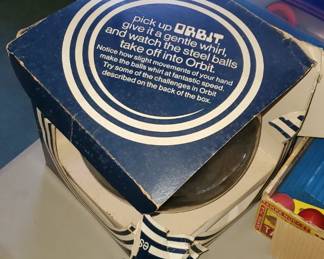 pick up ORBIT
give it a gentle whirl,
and watch the steel balls
take off into Orbit.
Notice how slight movements of your hand
make the balls whirl at fantastic speed.
Try some of the challenges in Orbit
described on the back of the box.